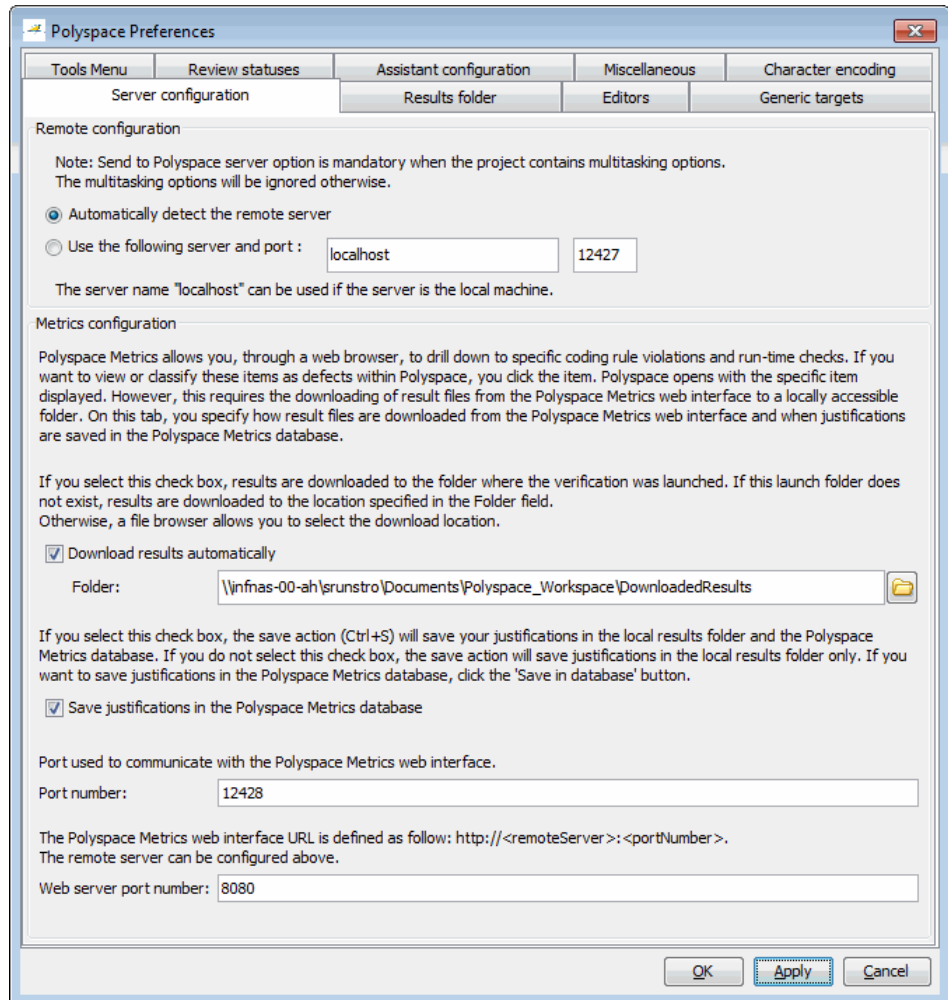 Polyspace Preferences
Tools Menu
Review statuses
Assistant configuration
Miscellaneous
Character encoding
Server configuration
Results folder
Editors
Generic targets
Remote configuration
Note: Send to Polyspace server option is mandatory when the project contains multitasking options.
The multitasking options will be ignored otherwise.
Automatically detect the remote server
Use the following server and port :
localhost
12427
The server name "localhost" can be used if the server is the local machine.
Metrics configuration
Polyspace Metrics allows you, through a web browser, to drill down to specific coding rule violations and run-time checks. If you
want to view or classify these items as defects within Polyspace, you click the item. Polyspace opens with the specific item
displayed. However, this requires the downloading of result files from the Polyspace Metrics web interface to a locally accessible
folder. On this tab, you specify how result files are downloaded from the Polyspace Metrics web interface and when justifications
are saved in the Polyspace Metrics database.
If you select this check box, results are downloaded to the folder where the verification was launched. If this launch folder does
not exist, results are downloaded to the location specified in the Folder field.
Otherwise, a file browser allows you to select the download location.
Download results automatically
Folder:
\\infnas-00-ah\srunstro\Documents\Polyspace_Workspace\DownloadedResults
If you select this check box, the save action (Ctrl+S) will save your justifications in the local results folder and the Polyspace
Metrics database. If you do not select this check box, the save action will save justifications in the local results folder only. If you
want to save justifications in the Polyspace Metrics database, click the 'Save in database' button.
Save justifications in the Polyspace Metrics database
Port used to communicate with the Polyspace Metrics web interface.
Port number:
12428
The Polyspace Metrics web interface URL is defined as follow: http://<remoteServer>:<portNumber>.
The remote server can be configured above.
Web server port number:
8080
OK
Apply
Cancel